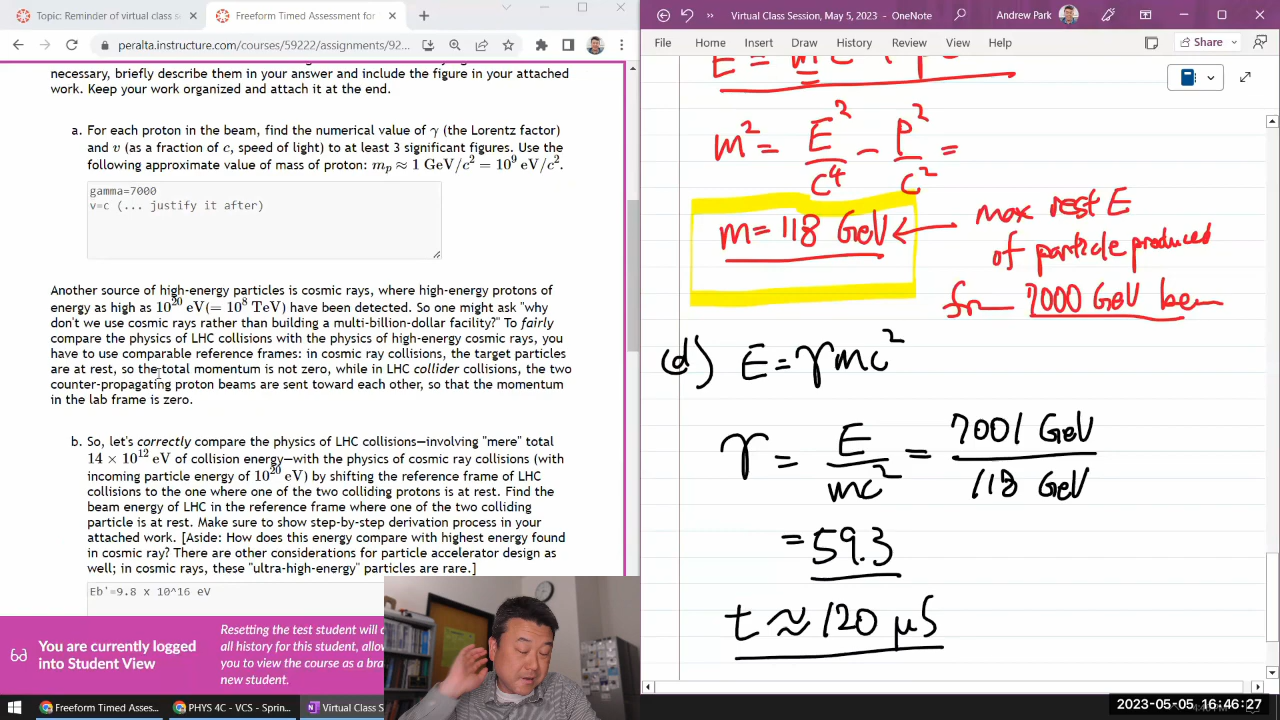 Topic: Reminder of virtual class se
Freeform Timed Assessment for
peralta.instructure.com/courses/59222/assignments/92...
necessary, briefly describe them in your answer and include the figure in your attached
work. Keep your work organized and attach it at the end.
a. For each proton in the beam, find the numerical value of γ (the Lorentz factor)
and v (as a fraction of c, speed of light) to at least 3 significant figures. Use the
following approximate value of mass of proton: m_p ≈ 1 GeV/c² = 10⁹ eV/c².
gamma=7000
v=c (... justify it after)
Another source of high-energy particles is cosmic rays, where high-energy protons of
energy as high as 10²⁰ eV(= 10⁸ TeV) have been detected. So one might ask "why
don't we use cosmic rays rather than building a multi-billion-dollar facility?" To fairly
compare the physics of LHC collisions with the physics of high-energy cosmic rays, you
have to use comparable reference frames: in cosmic ray collisions, the target particles
are at rest, so the total momentum is not zero, while in LHC collider collisions, the two
counter-propagating proton beams are sent toward each other, so that the momentum
in the lab frame is zero.
b. So, let's correctly compare the physics of LHC collisions—involving "mere" total
14 × 10¹² eV of collision energy—with the physics of cosmic ray collisions (with
incoming particle energy of 10²⁰ eV) by shifting the reference frame of LHC
collisions to the one where one of the two colliding protons is at rest. Find the
beam energy of LHC in the reference frame where one of the two colliding
particle is at rest. Make sure to show step-by-step derivation process in your
attached work. [Aside: How does this energy compare with highest energy found
in cosmic ray? There are other considerations for particle accelerator design as
well; in cosmic rays, these "ultra-high-energy" particles are rare.]
Eb'=9.8 x 10^16 eV
You are currently logged
into Student View
Resetting the test student will c
all history for this student, allow
you to view the course as a bra
new student.
Freeform Timed Asses...
PHYS 4C - VCS - Sprin...
Virtual Class Session
Virtual Class Session, May 5, 2023 - OneNote
Andrew Park
File Home Insert Draw History Review View Help
Share
m² = E²/C⁴ - P²/C² =
m = 118 GeV
max rest E
of particle produced
for 7000 GeV beam
(d) E = γmc²
γ = E/mc² = 7001 GeV/118 GeV
= 59.3
t ≈ 120 μs
2023-05-05 16:46:27